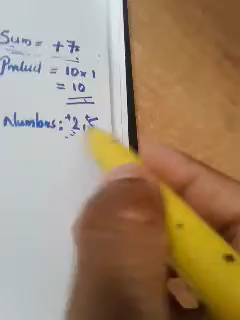 Sum = +7
Product = 10 x 1
= 10
Numbers: +2, +5